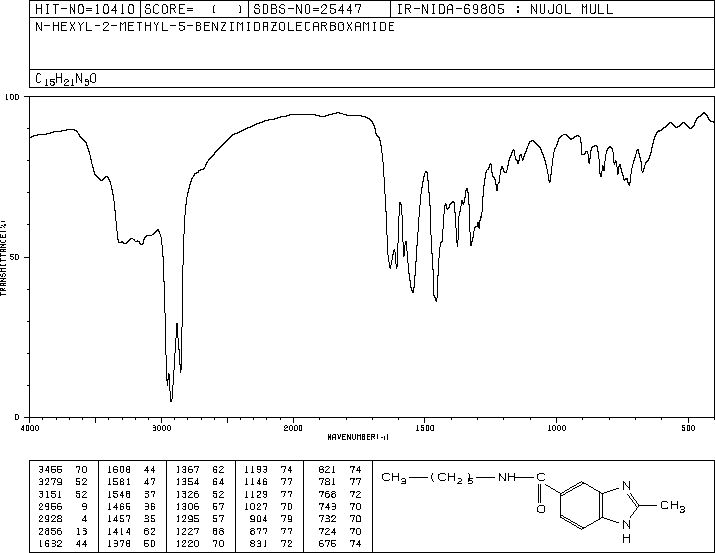 HIT-NO=10410 SCORE= ( ) SDBS-NO=25447 IR-NIDA-69805 : NUJOL MULL
N-HEXYL-2-METHYL-5-BENZIMIDAZOLECARBOXAMIDE
C15H21N3O
100
50
0
TRANSMITTANCE(%)
4000 3000 2000 1500 1000 500
WAVENUMBER(-1)
3466 70 1608 44 1367 62 1193 74 821 74
3279 52 1581 47 1354 64 1146 77 781 77
3151 52 1548 37 1326 52 1129 77 766 72
2956 9 1466 36 1306 67 1027 70 743 70
2928 4 1457 35 1295 57 904 79 732 70
2856 13 1414 62 1227 68 877 77 724 70
1632 44 1378 50 1220 70 831 72 675 74
CH3 (CH2)5 NH C
O
N
CH3
N
H